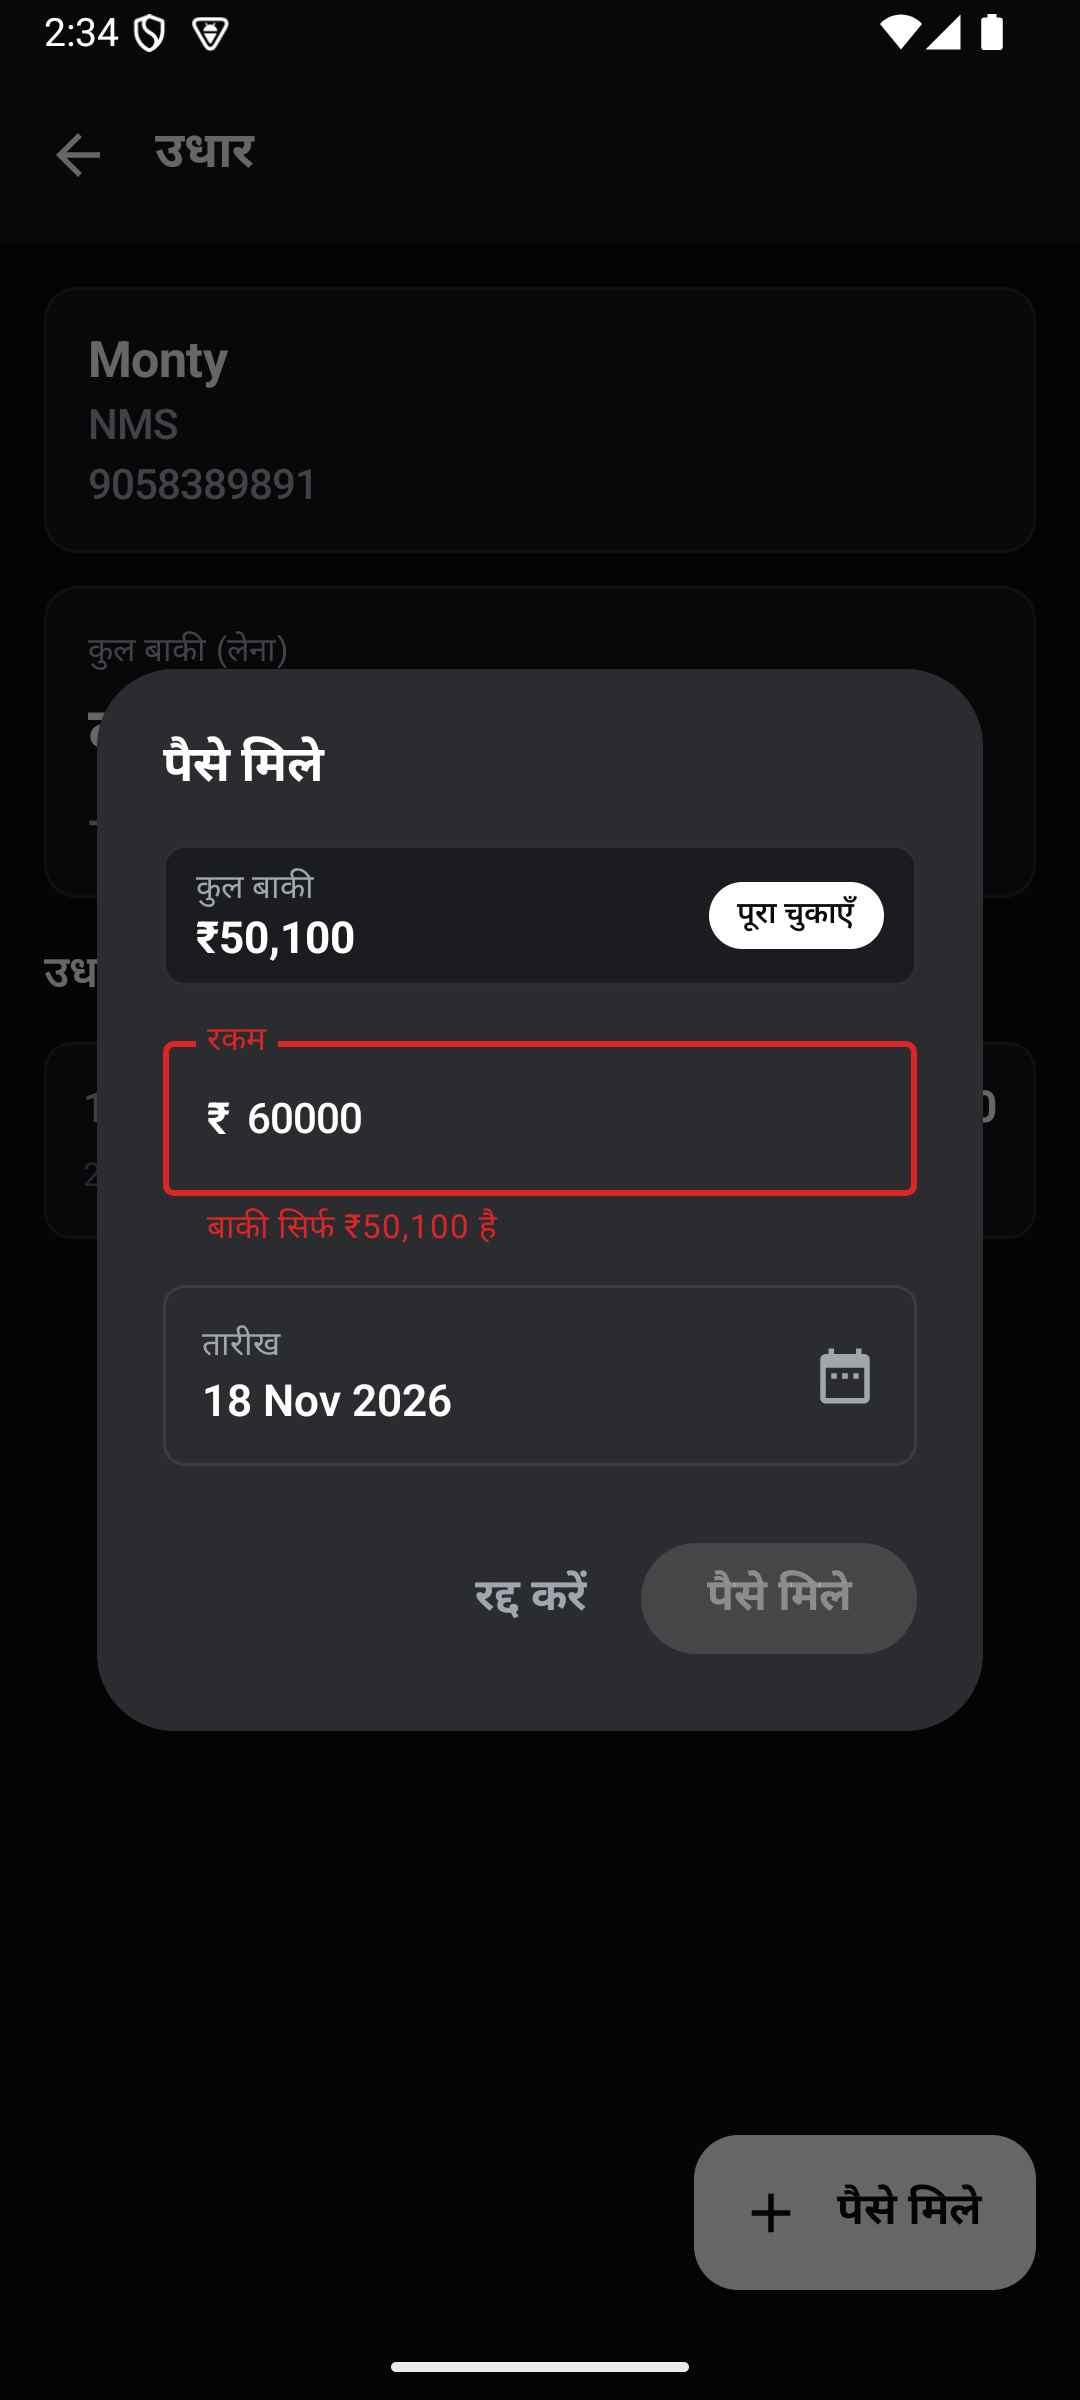 2:34
उधार
Monty
NMS
9058389891
कुल बाकी (लेना)
पैसे मिले
कुल बाकी
₹50,100
पूरा चुकाएँ
रकम
₹ 60000
बाकी सिर्फ ₹50,100 है
तारीख
18 Nov 2026
रद्द करें
पैसे मिले
+ पैसे मिले